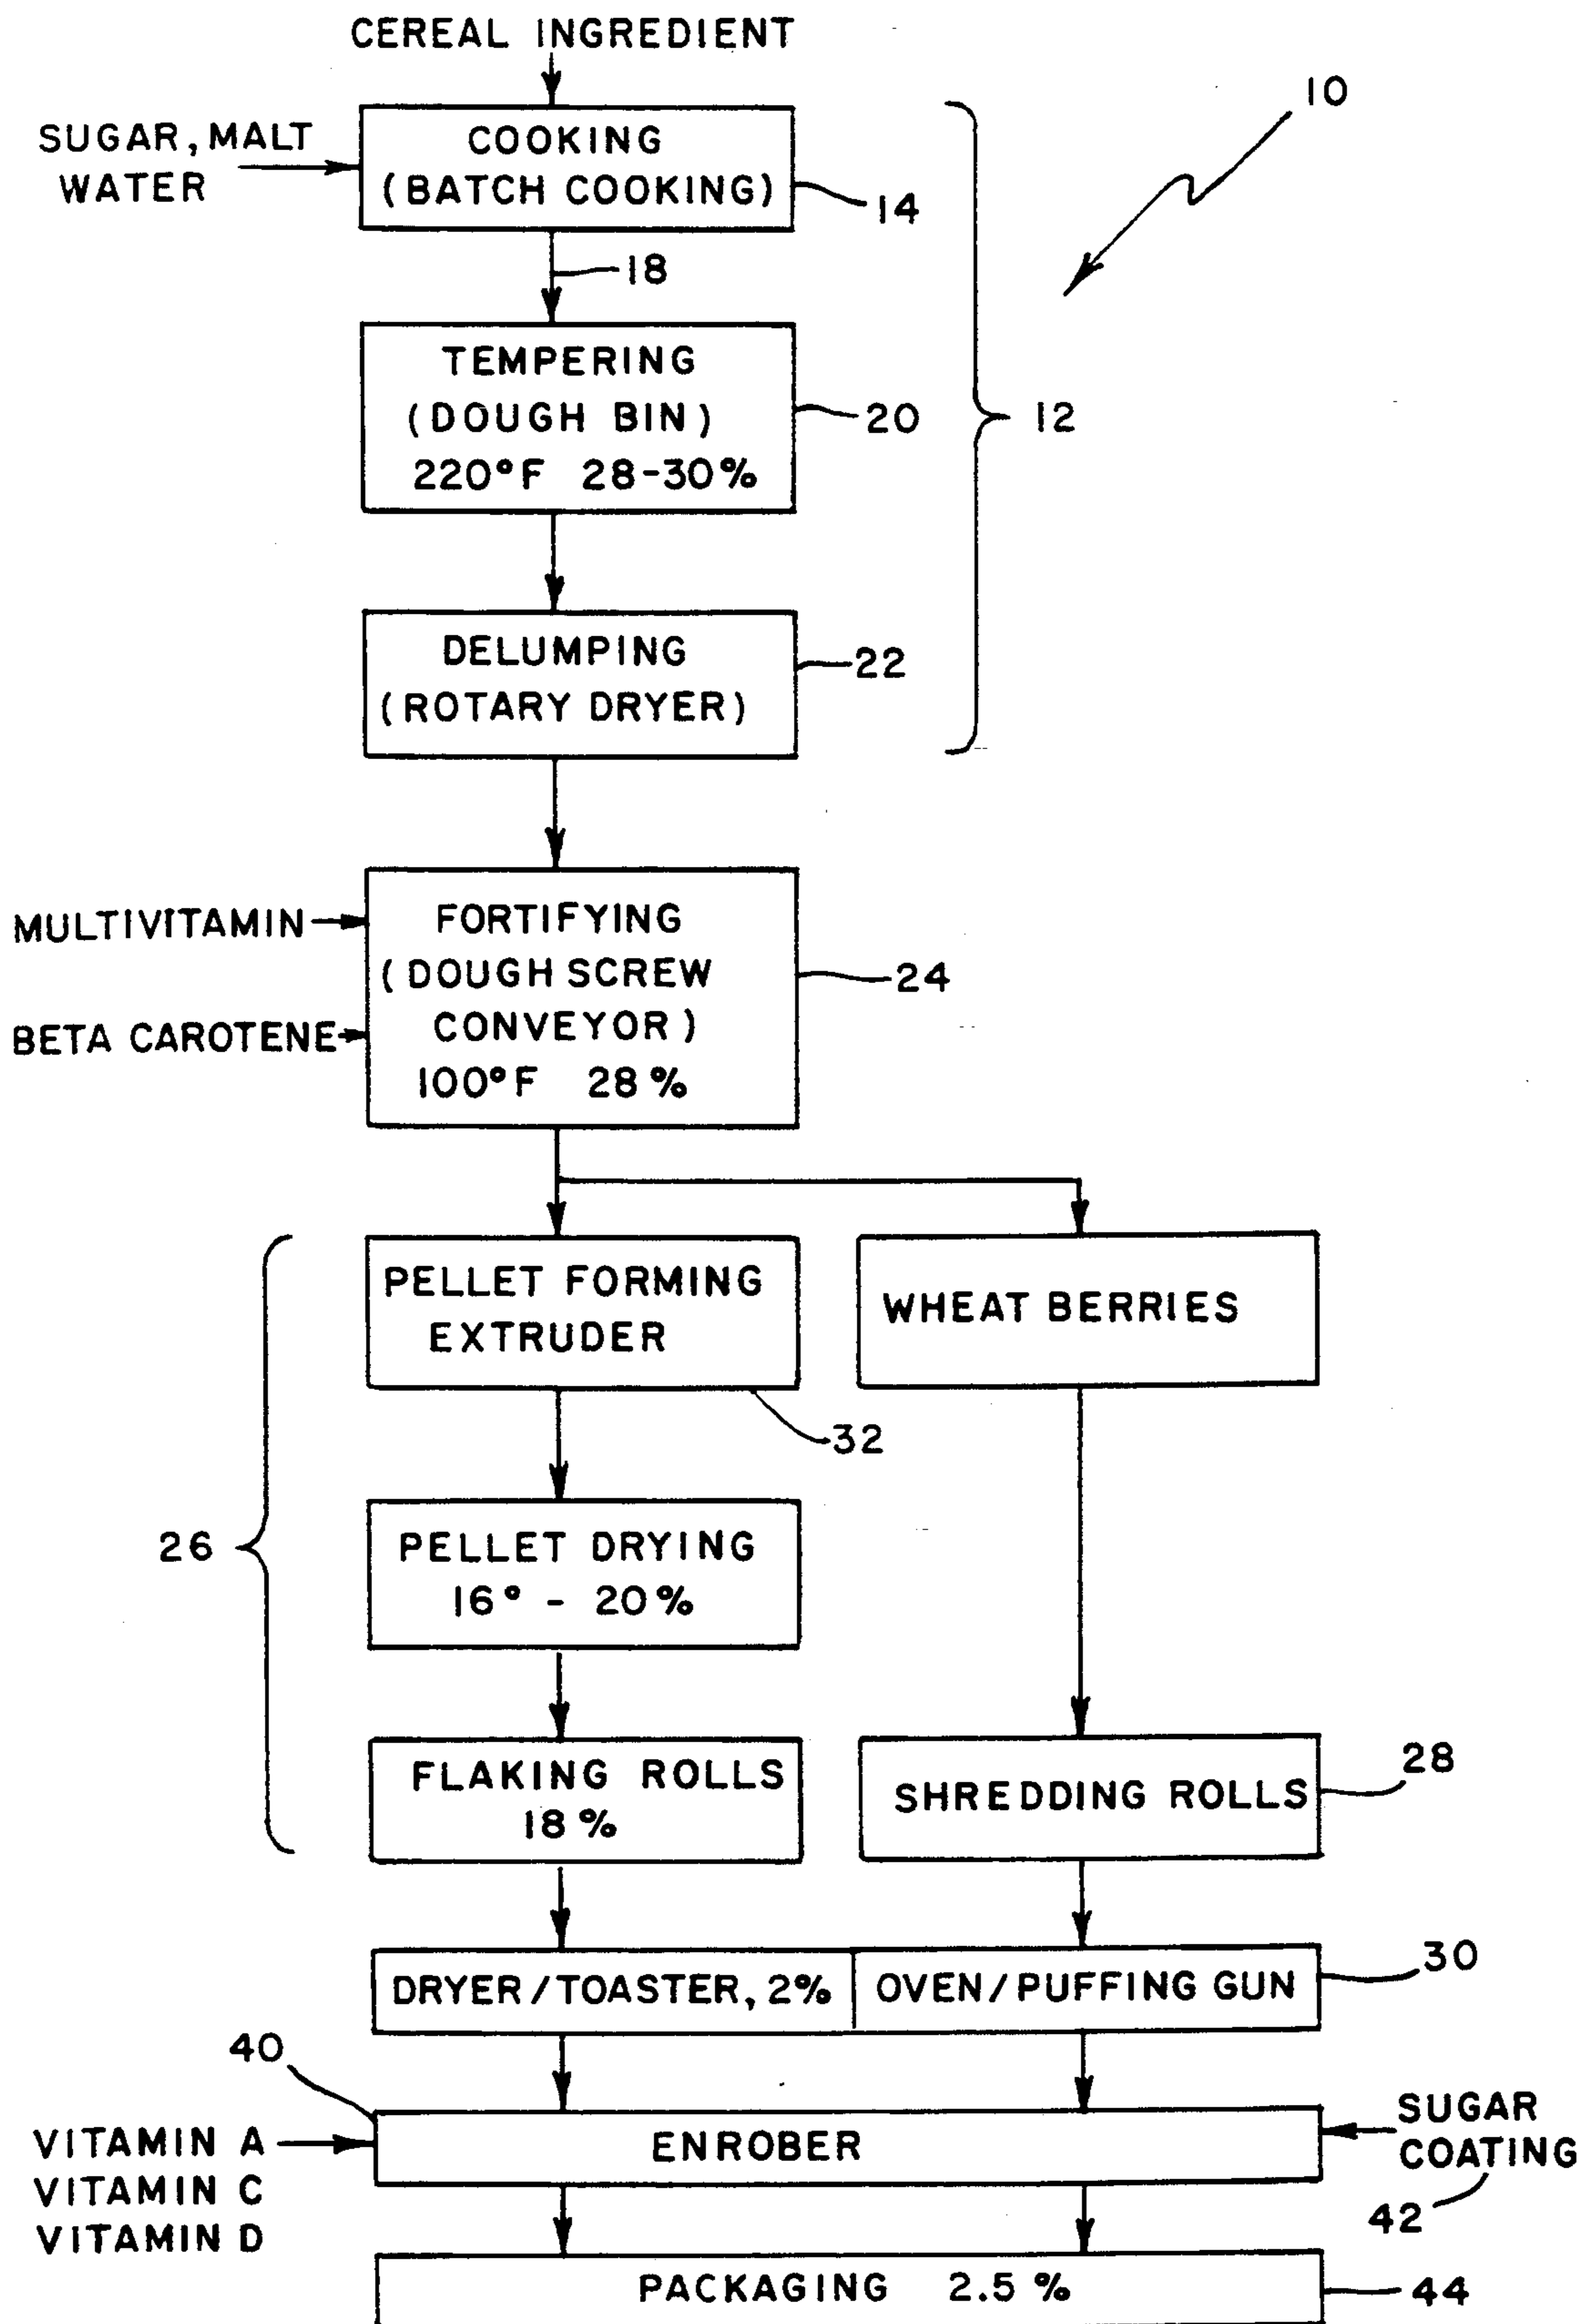 CEREAL INGREDIENT
10
SUGAR, MALT
WATER
COOKING
(BATCH COOKING)
14
18
TEMPERING
(DOUGH BIN)
220°F 28-30%
20
12
DELUMPING
(ROTARY DRYER)
22
MULTIVITAMIN
BETA CAROTENE
FORTIFYING
(DOUGH SCREW
CONVEYOR)
100°F 28%
24
PELLET FORMING
EXTRUDER
32
WHEAT BERRIES
26
PELLET DRYING
16° - 20%
FLAKING ROLLS
18%
SHREDDING ROLLS
28
DRYER/TOASTER, 2%
OVEN/PUFFING GUN
30
40
VITAMIN A
VITAMIN C
VITAMIN D
ENROBER
SUGAR
COATING
42
PACKAGING 2.5%
44